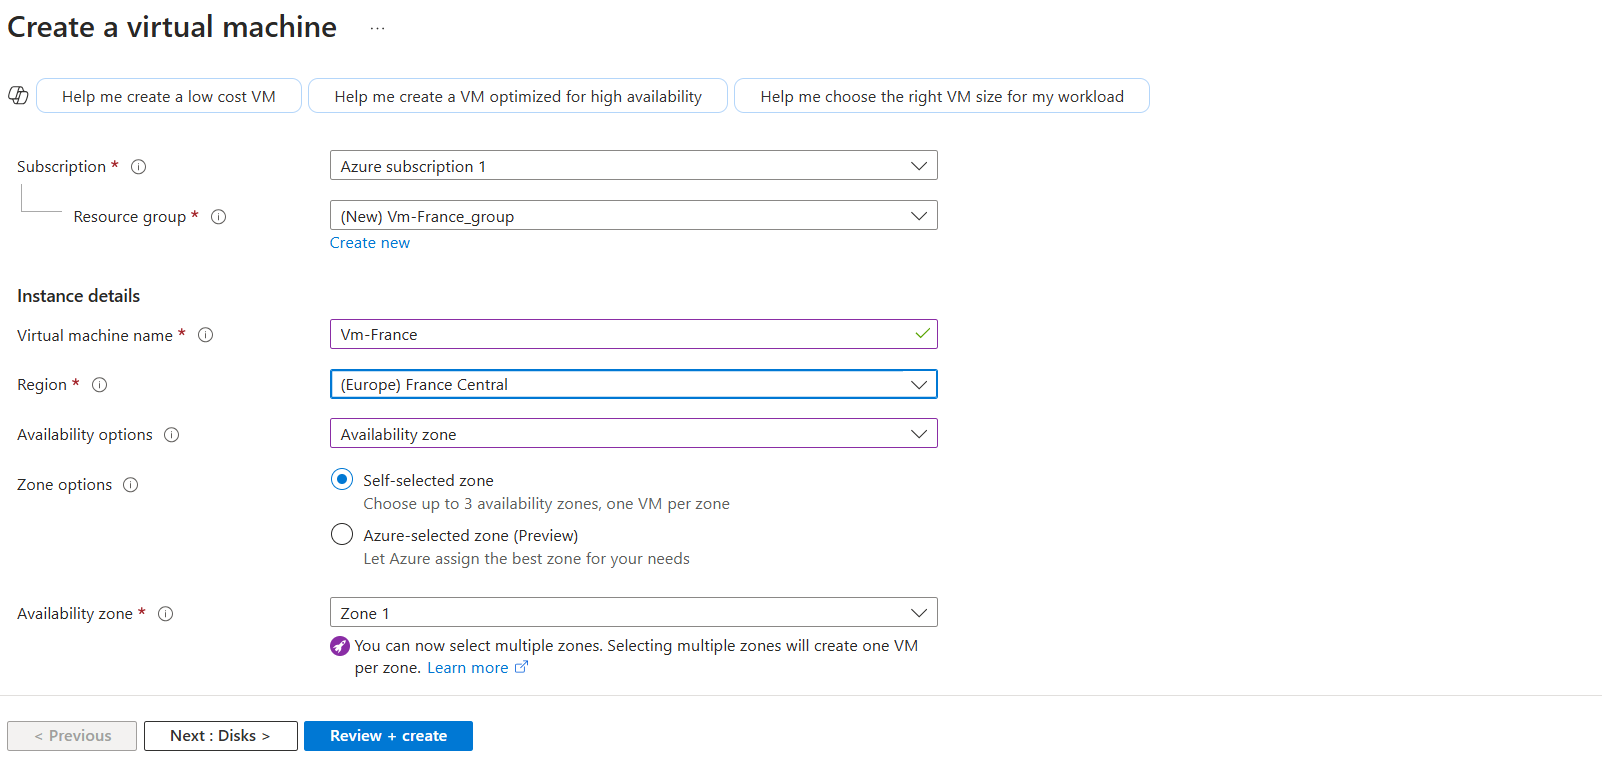 Create a virtual machine ...
Help me create a low cost VM
Help me create a VM optimized for high availability
Help me choose the right VM size for my workload
Subscription *
Azure subscription 1
Resource group *
(New) Vm-France_group
Create new
Instance details
Virtual machine name *
Vm-France
Region *
(Europe) France Central
Availability options
Availability zone
Zone options
Self-selected zone
Choose up to 3 availability zones, one VM per zone
Azure-selected zone (Preview)
Let Azure assign the best zone for your needs
Availability zone *
Zone 1
You can now select multiple zones. Selecting multiple zones will create one VM
per zone. Learn more
< Previous
Next : Disks >
Review + create